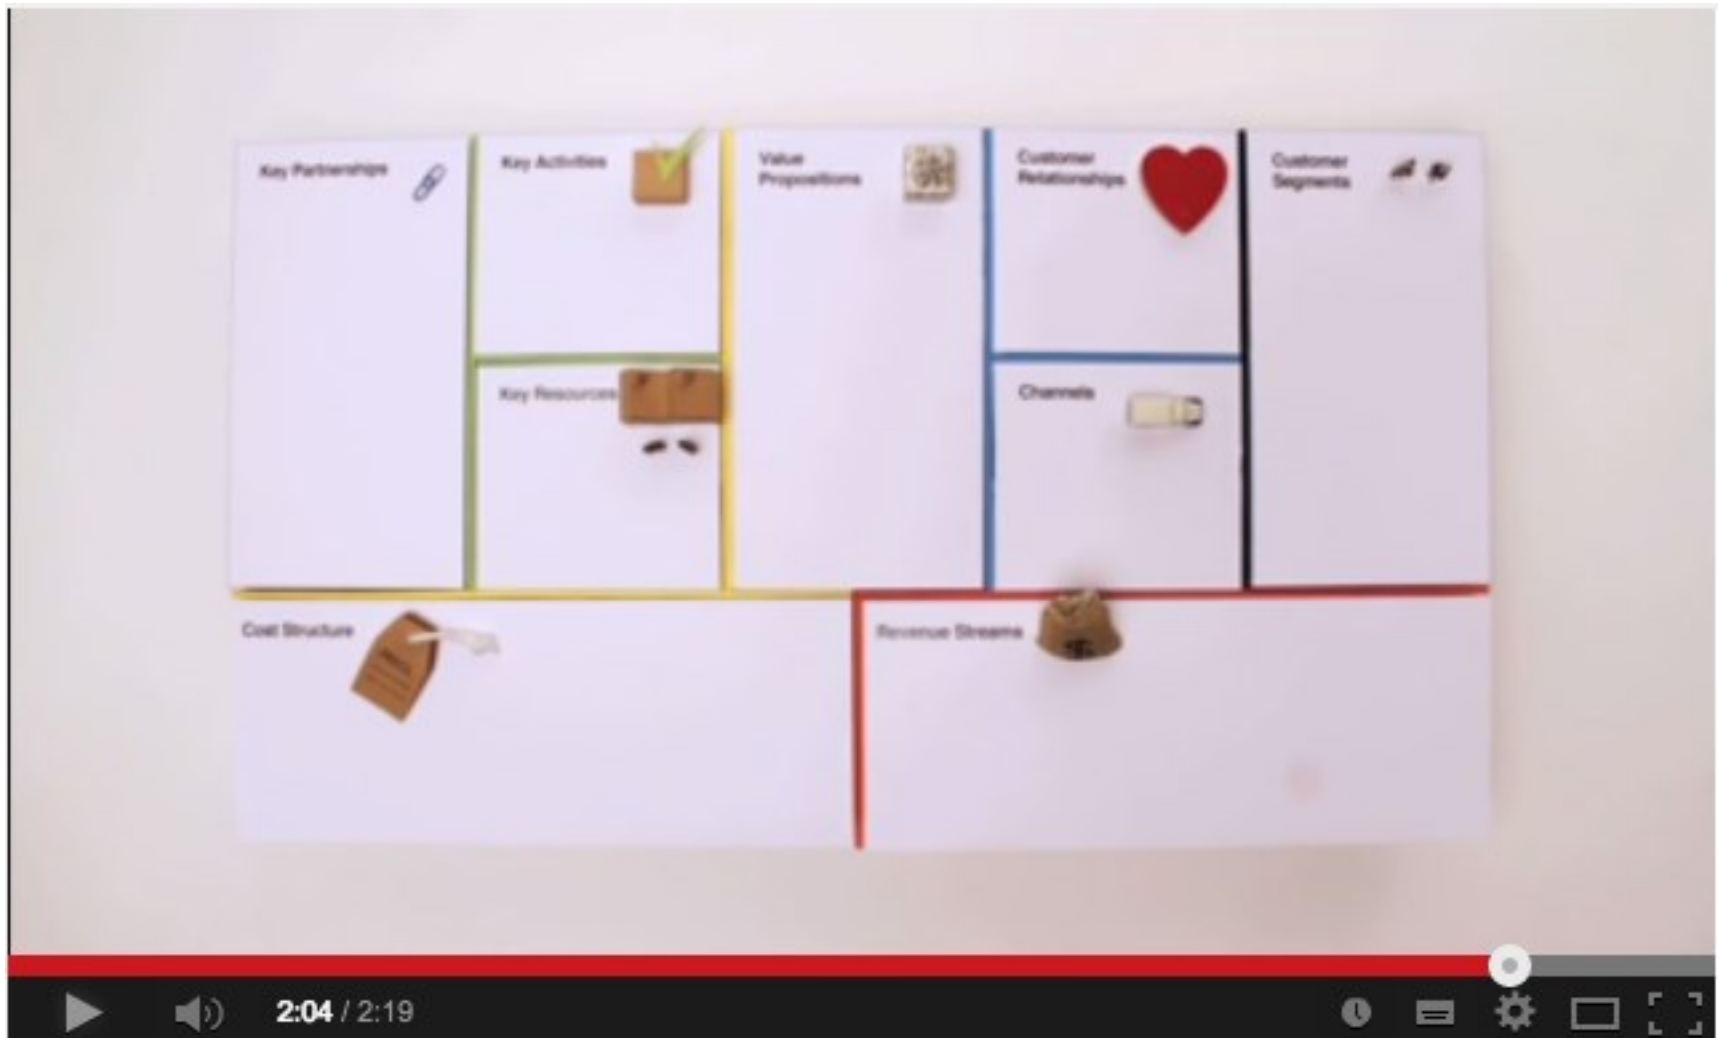 Key Partnerships
Key Activities
Value
Propositions
Customer
Relationships
Customer
Segments
Key Resources
Channels
Cost Structure
Revenue Streams
2:04 / 2:19